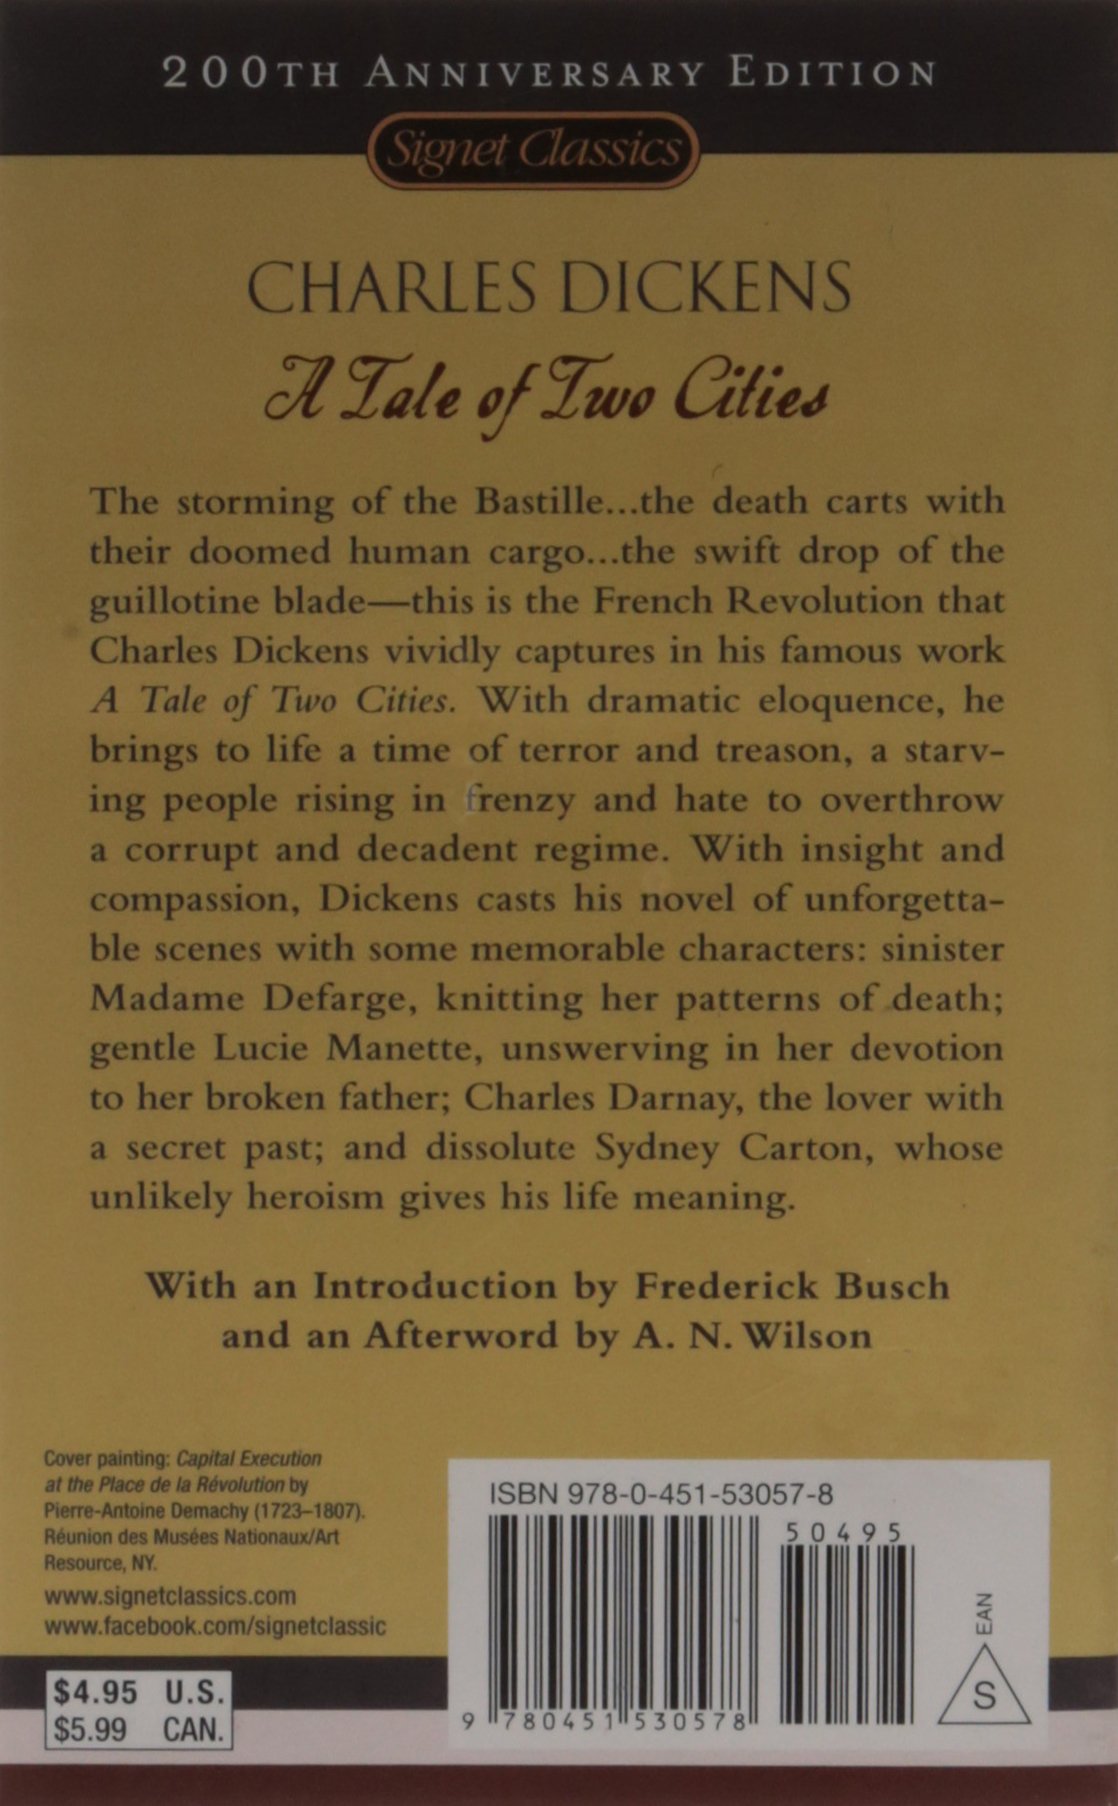 200TH ANNIVERSARY EDITION
Signet Classics
CHARLES DICKENS
A Tale of Two Cities
The storming of the Bastille...the death carts with
their doomed human cargo...the swift drop of the
guillotine blade—this is the French Revolution that
Charles Dickens vividly captures in his famous work
A Tale of Two Cities. With dramatic eloquence, he
brings to life a time of terror and treason, a starv-
ing people rising in frenzy and hate to overthrow
a corrupt and decadent regime. With insight and
compassion, Dickens casts his novel of unforgetta-
ble scenes with some memorable characters: sinister
Madame Defarge, knitting her patterns of death;
gentle Lucie Manette, unswerving in her devotion
to her broken father; Charles Darnay, the lover with
a secret past; and dissolute Sydney Carton, whose
unlikely heroism gives his life meaning.
With an Introduction by Frederick Busch
and an Afterword by A. N. Wilson
Cover painting: Capital Execution
at the Place de la Révolution by
Pierre-Antoine Demachy (1723–1807).
Réunion des Musées Nationaux/Art
Resource, NY.
www.signetclassics.com
www.facebook.com/signetclassic
$4.95 U.S.
$5.99 CAN.
ISBN 978-0-451-53057-8
50495
9 780451 530578
EAN
S